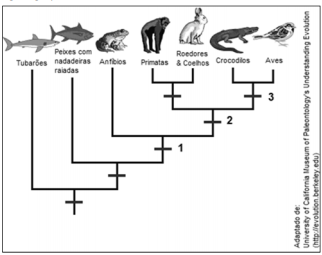 Tubarões
Peixes com
nadadeiras
raiadas
Anfíbios
Primatas
Roedores
& Coelhos
Crocodilos
Aves
3
2
1
Adaptado de:
University of California Museum of Paleontology's Understanding Evolution
(http://evolution.berkeley.edu)